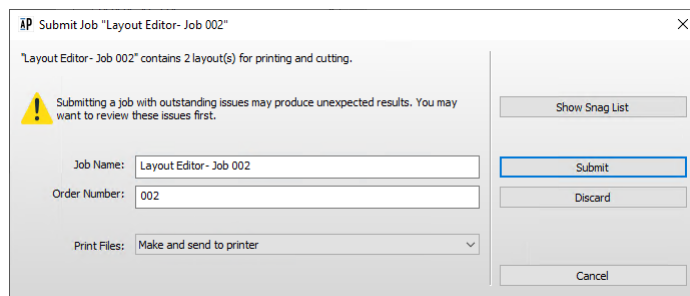 AP Submit Job "Layout Editor- Job 002"
"Layout Editor- Job 002" contains 2 layout(s) for printing and cutting.
Submitting a job with outstanding issues may produce unexpected results. You may
want to review these issues first.
Show Snag List
Job Name: Layout Editor- Job 002
Submit
Order Number: 002
Discard
Print Files: Make and send to printer
Cancel